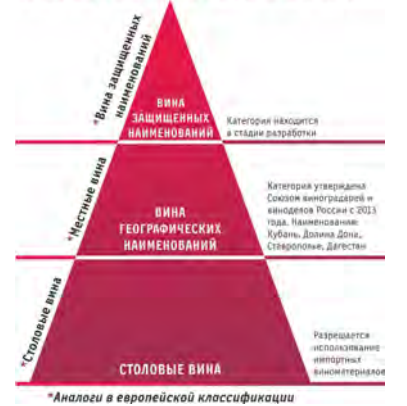 *Вина защищенных
наименований
ВИНА
ЗАЩИЩЕННЫХ
НАИМЕНОВАНИЙ
Категория находится
в стадии разработки
*Местные вина
ВИНА
ГЕОГРАФИЧЕСКИХ
НАИМЕНОВАНИЙ
Категория утверждена
Союзом виноградарей и
виноделов России с 2013
года. Наименования:
Кубань, Долина Дона,
Ставрополье, Дагестан
*Столовые вина
СТОЛОВЫЕ ВИНА
Разрешается
использование
импортных
виноматериалов
*Аналоги в европейской классификации